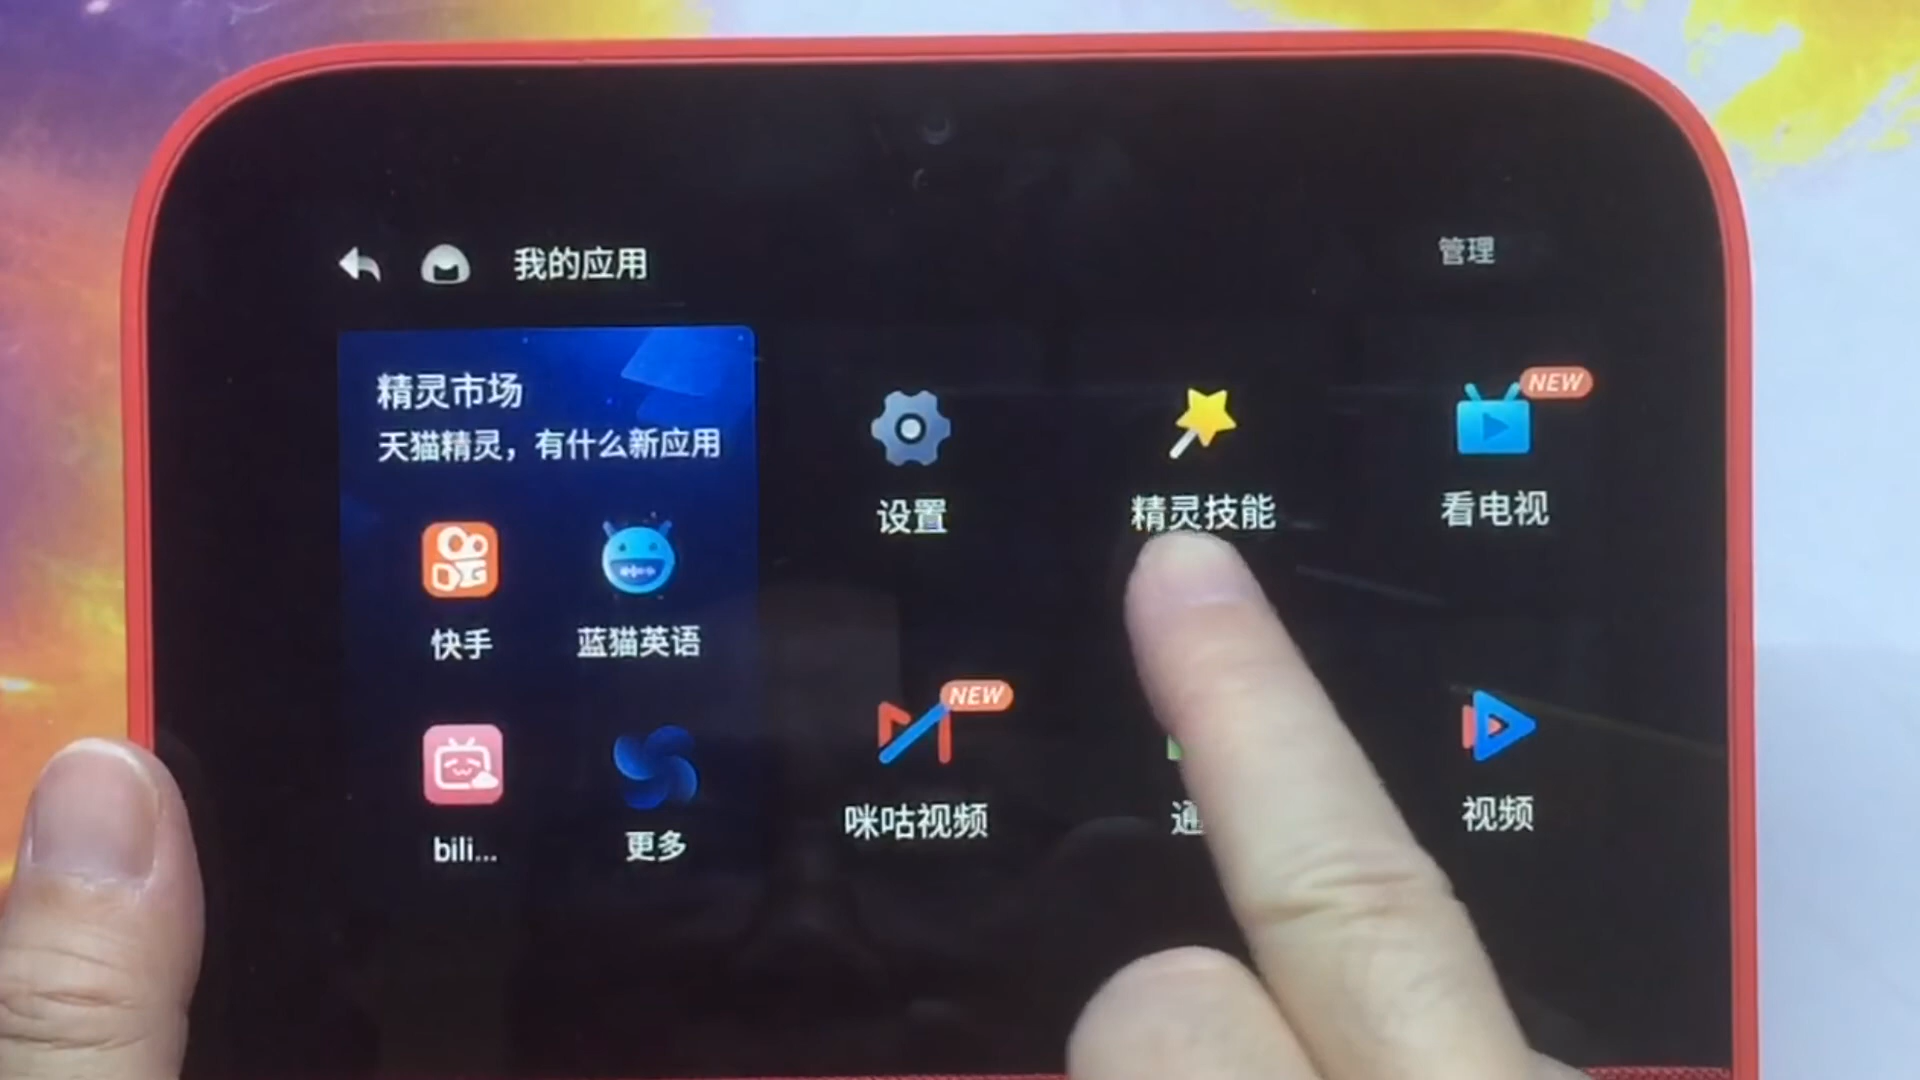 我的应用
管理
精灵市场
天猫精灵，有什么新应用
设置
精灵技能
NEW
看电视
快手
蓝猫英语
NEW
咪咕视频
通
视频
bili...
更多